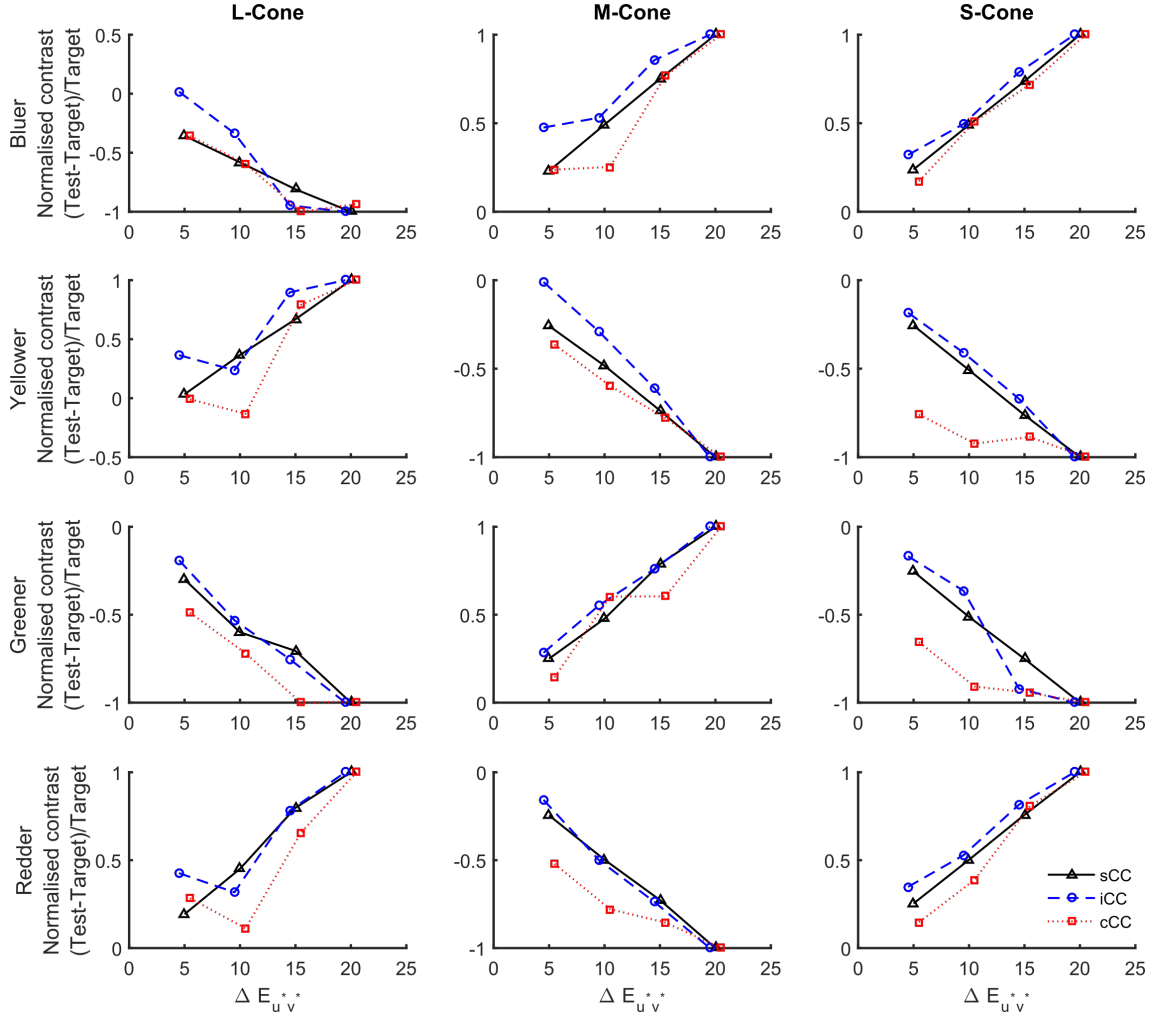 L-Cone M-Cone S-Cone
Bluer
Normalised contrast
(Test-Target)/Target
0.5
0
-0.5
-1
0 5 10 15 20 25
1
0.5
0
0 5 10 15 20 25
1
0.5
0
0 5 10 15 20 25
Yellower
Normalised contrast
(Test-Target)/Target
1
0.5
0
-0.5
0 5 10 15 20 25
0
-0.5
-1
0 5 10 15 20 25
0
-0.5
-1
0 5 10 15 20 25
Greener
Normalised contrast
(Test-Target)/Target
0
-0.5
-1
0 5 10 15 20 25
1
0.5
0
0 5 10 15 20 25
0
-0.5
-1
0 5 10 15 20 25
Redder
Normalised contrast
(Test-Target)/Target
1
0.5
0
0 5 10 15 20 25
Δ E u*v*
0
-0.5
-1
0 5 10 15 20 25
Δ E u*v*
1
0.5
0
0 5 10 15 20 25
Δ E u*v*
sCC
iCC
cCC